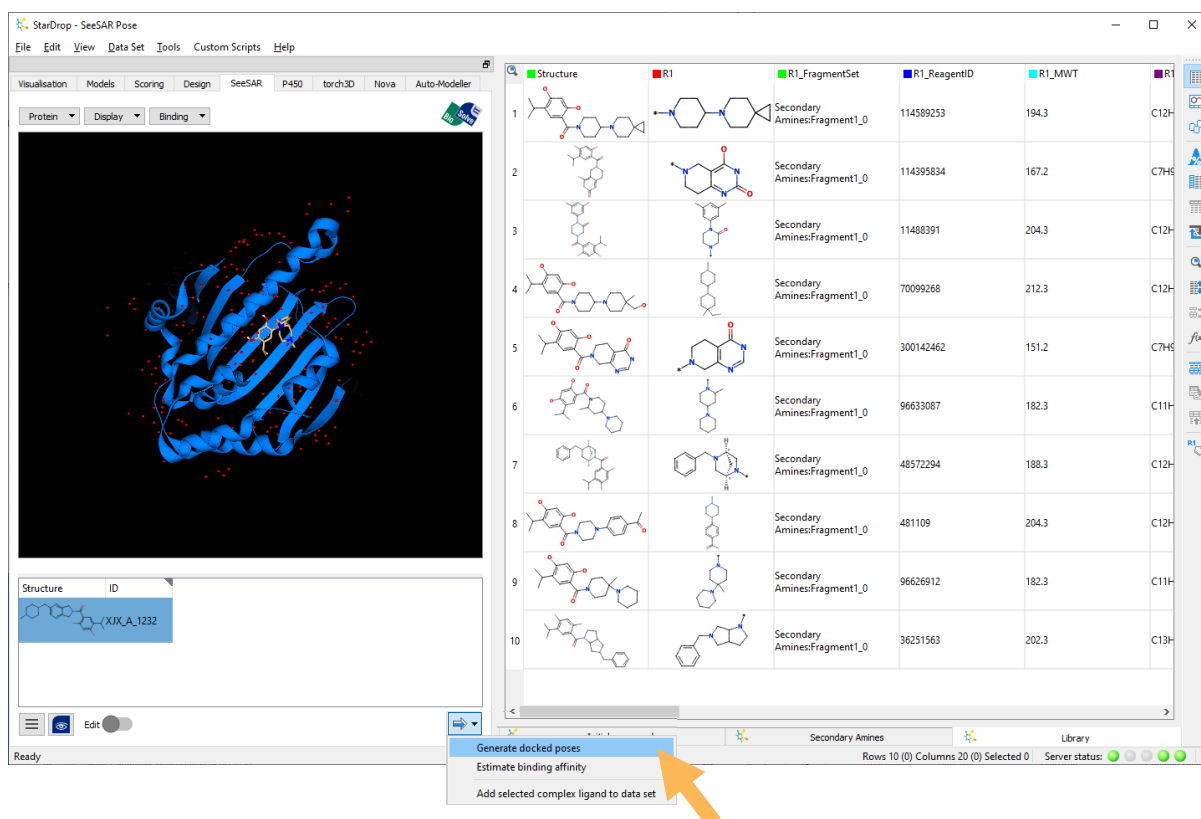 StarDrop - SeeSAR Pose
File Edit View Data Set Tools Custom Scripts Help
Visualisation Models Scoring Design SeeSAR P450 torch3D Nova Auto-Modeller
Protein Display Binding
Bio Solve
Structure R1 R1_FragmentSet R1_ReagentID R1_MWT R1
1 Secondary Amines:Fragment1_0 114589253 194.3 C12H
2 Secondary Amines:Fragment1_0 114395834 167.2 C7H9
3 Secondary Amines:Fragment1_0 11488391 204.3 C12H
4 Secondary Amines:Fragment1_0 70099268 212.3 C12H
5 Secondary Amines:Fragment1_0 300142462 151.2 C7H9
6 Secondary Amines:Fragment1_0 96633087 182.3 C11H
7 Secondary Amines:Fragment1_0 48572294 188.3 C12H
8 Secondary Amines:Fragment1_0 481109 204.3 C12H
9 Secondary Amines:Fragment1_0 96626912 182.3 C11H
10 Secondary Amines:Fragment1_0 36251563 202.3 C13H
Structure ID
XJX_A_1232
Edit
Secondary Amines Library
Generate docked poses
Estimate binding affinity
Add selected complex ligand to data set
Ready
Rows 10 (0) Columns 20 (0) Selected 0 Server status: